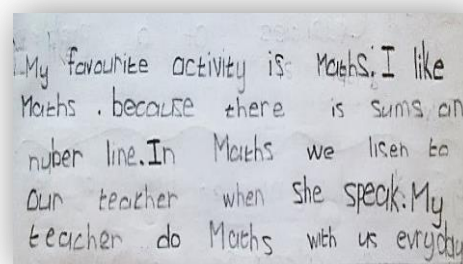 My favourite activity is Maths. I like
Maths . because there is sums on
nuber line. In Maths we lisen to
our teacher when she speak. My
teacher do Maths with us evryday